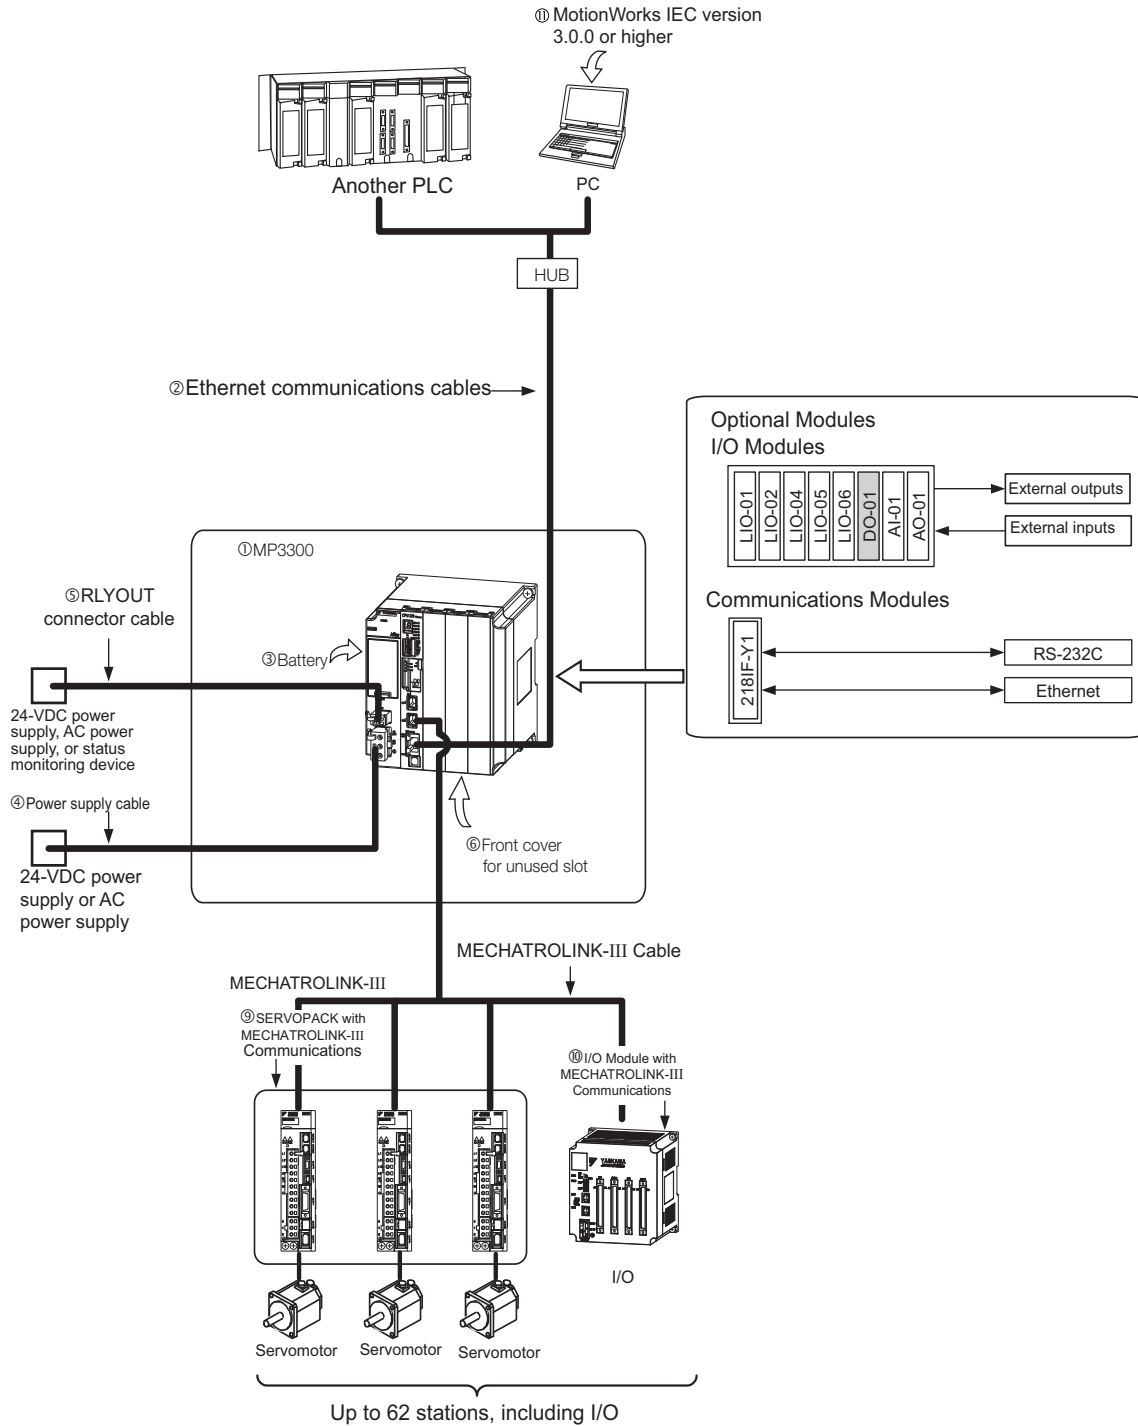 ⑪ MotionWorks IEC version
3.0.0 or higher
Another PLC
PC
HUB
②Ethernet communications cables
Optional Modules
I/O Modules
LIO-01
LIO-02
LIO-04
LIO-05
LIO-06
DO-01
AI-01
AO-01
External outputs
External inputs
Communications Modules
218IF-Y1
RS-232C
Ethernet
①MP3300
⑤RLYOUT
connector cable
③Battery
24-VDC power
supply, AC power
supply, or status
monitoring device
④Power supply cable
⑥Front cover
for unused slot
24-VDC power
supply or AC
power supply
MECHATROLINK-III Cable
MECHATROLINK-III
⑨SERVOPACK with
MECHATROLINK-III
Communications
⑩I/O Module with
MECHATROLINK-III
Communications
YASKAWA
I/O
Servomotor
Servomotor
Servomotor
Up to 62 stations, including I/O